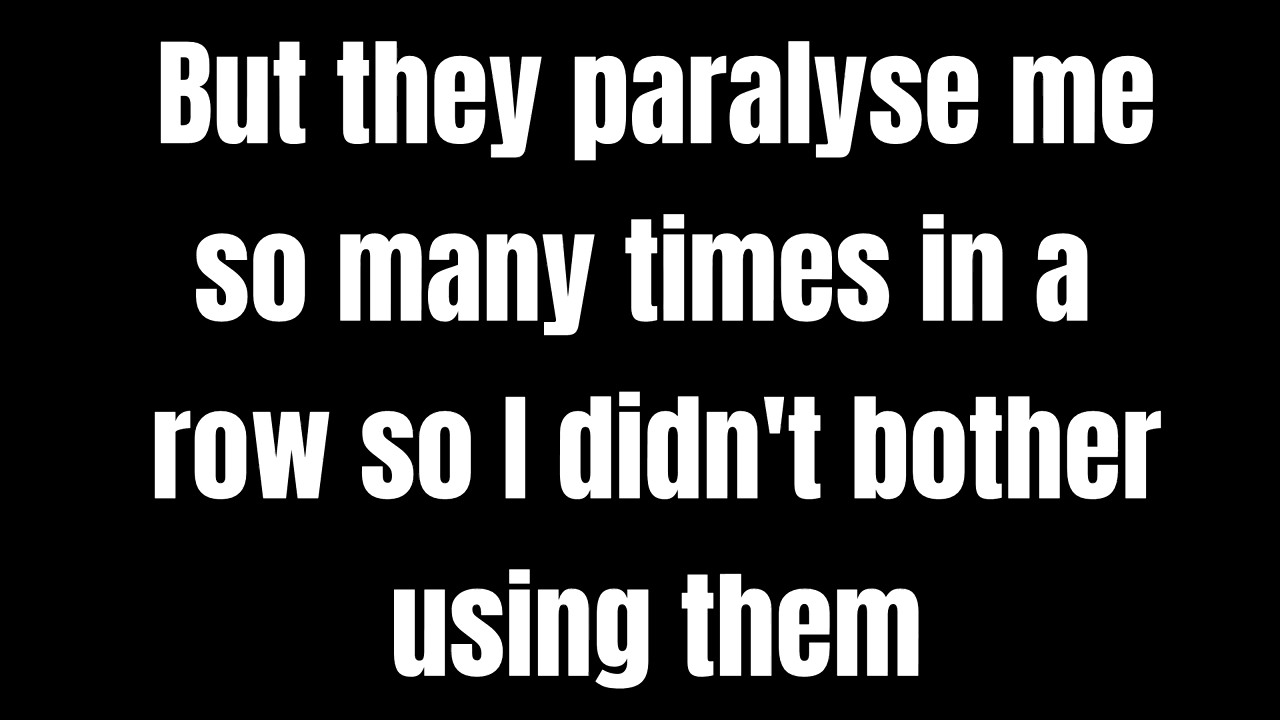 But they paralyse me
so many times in a
row so I didn't bother
using them